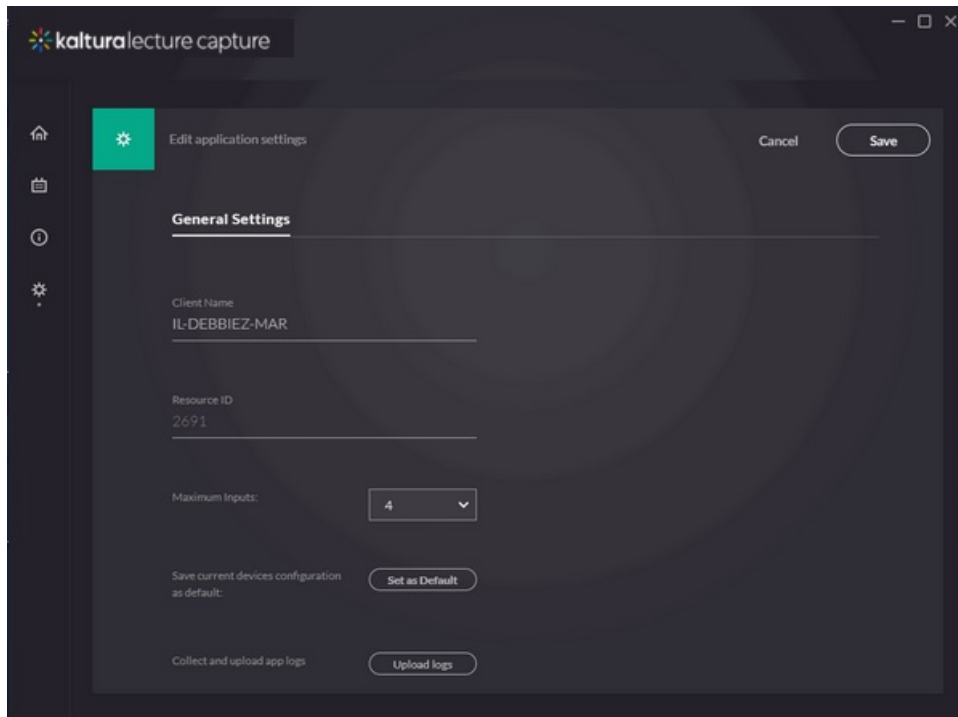 kalturalecture capture
Edit application settings
Cancel
Save
General Settings
Client Name
IL-DEBBIEZ-MAR
Resource ID
2691
Maximum Inputs:
4
Save current devices configuration
as default:
Set as Default
Collect and upload app logs
Upload logs